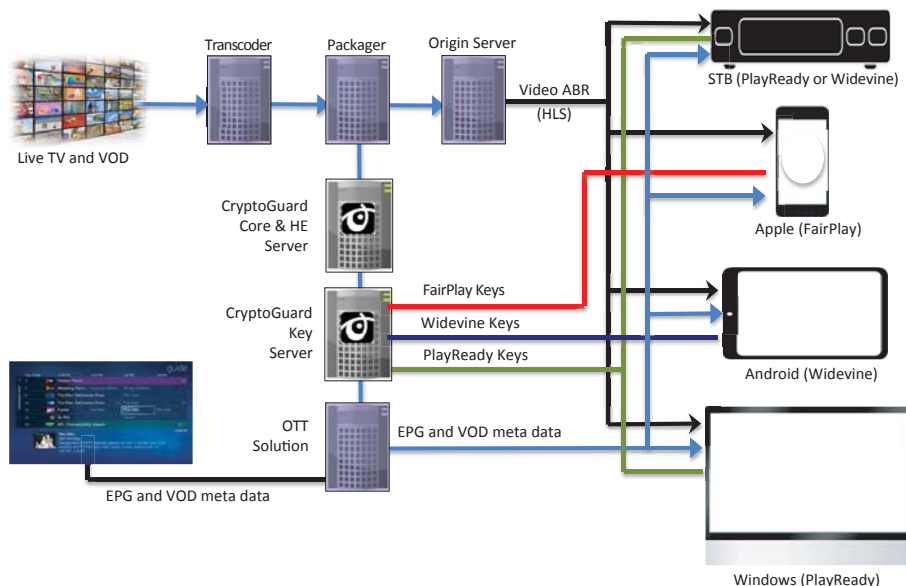 Transcoder
Packager
Origin Server
Live TV and VOD
Video ABR
(HLS)
STB (PlayReady or Widevine)
Apple (FairPlay)
CryptoGuard
Core & HE
Server
CryptoGuard
Key
Server
FairPlay Keys
Widevine Keys
PlayReady Keys
Android (Widevine)
guide
OTT
Solution
EPG and VOD meta data
EPG and VOD meta data
Windows (PlayReady)